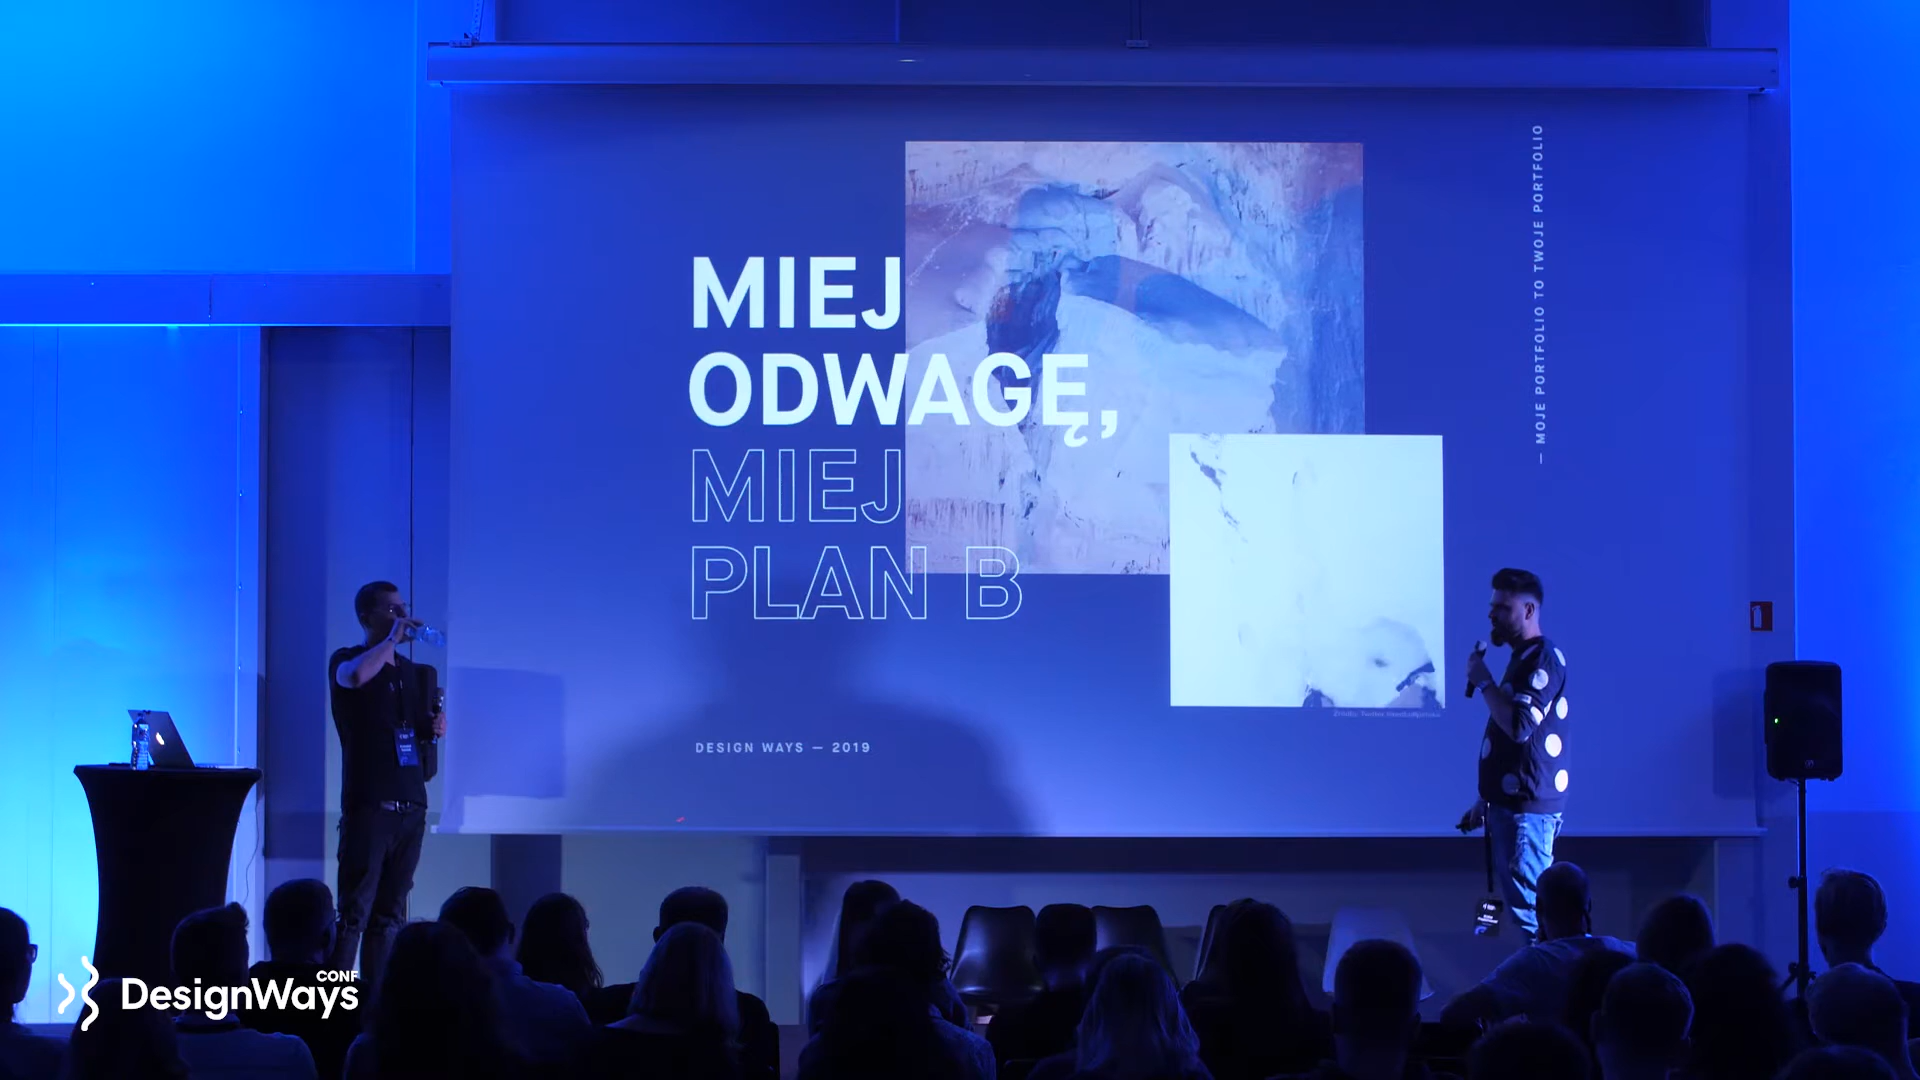 MIEJ
ODWAGĘ,
MIEJ
PLAN B
— MOJE PORTFOLIO TO TWOJE PORTFOLIO
DESIGN WAYS — 2019
DesignWays CONF